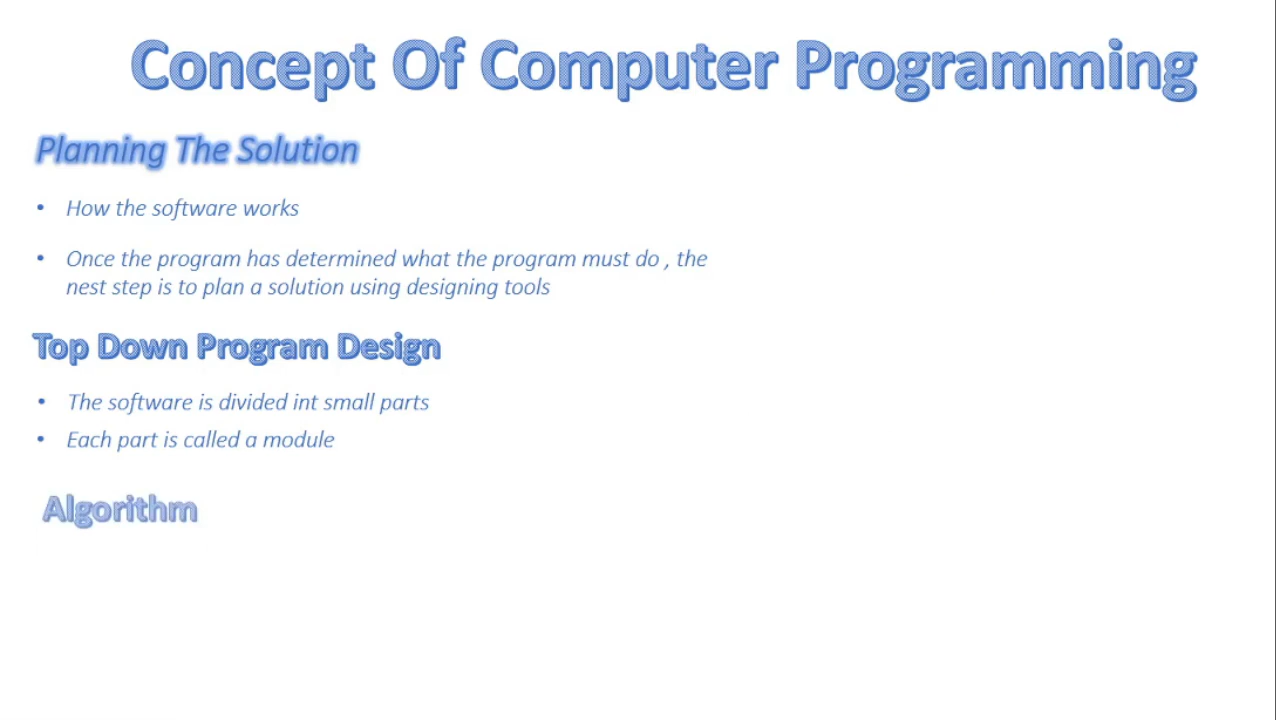 Concept Of Computer Programming
Planning The Solution
• How the software works
• Once the program has determined what the program must do , the
nest step is to plan a solution using designing tools
Top Down Program Design
• The software is divided int small parts
• Each part is called a module
Algorithm